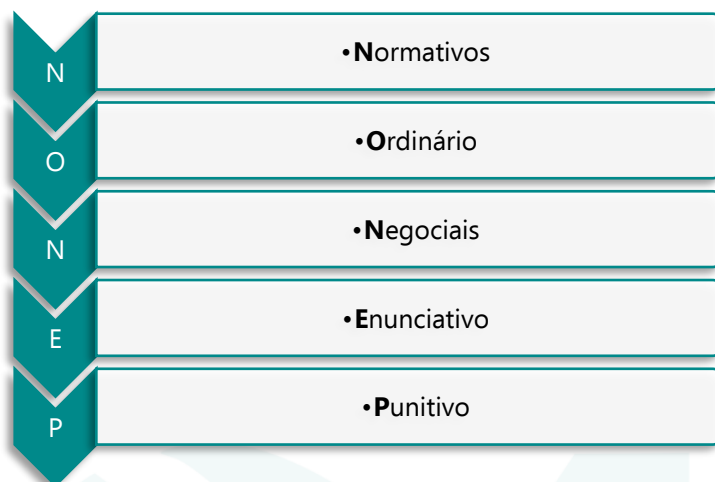 N
•Normativos
O
•Ordinário
N
•Negociais
E
•Enunciativo
P
•Punitivo